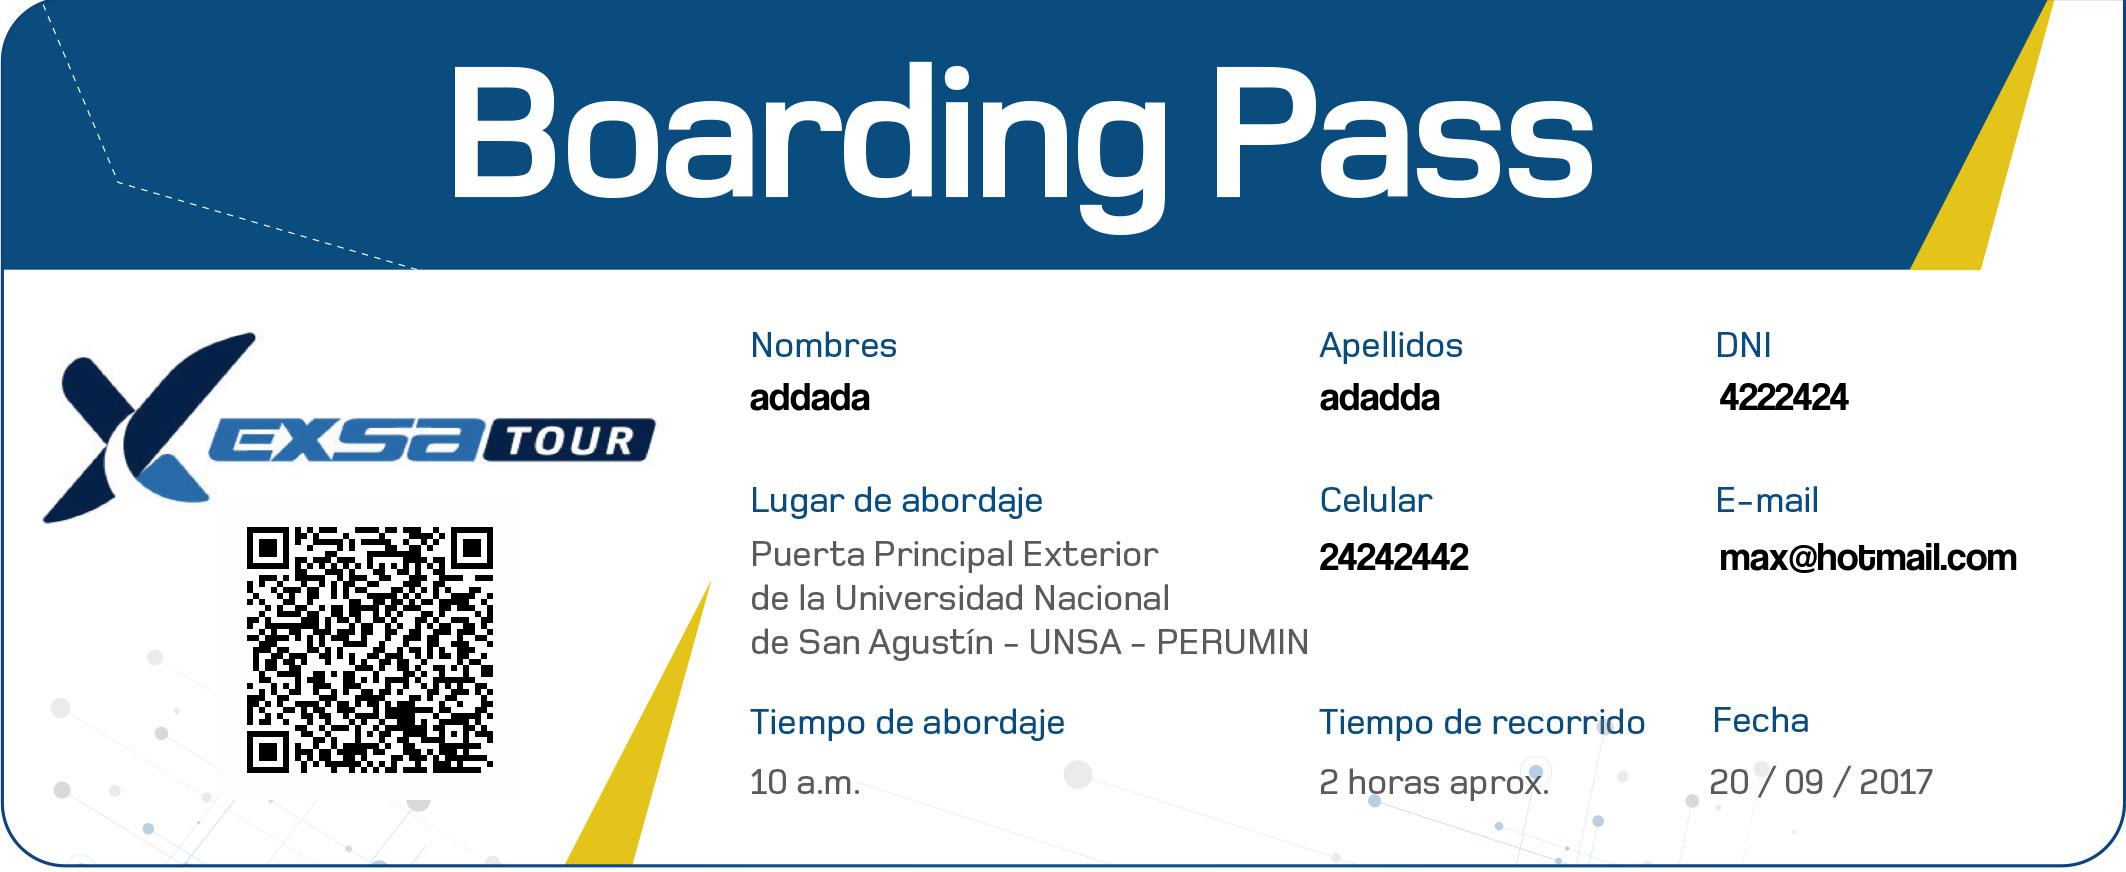 Boarding Pass
exsa TOUR
Nombres
addada
Apellidos
adadda
DNI
4222424
Lugar de abordaje
Puerta Principal Exterior
de la Universidad Nacional
de San Agustín - UNSA - PERUMIN
Celular
24242442
E-mail
max@hotmail.com
Tiempo de abordaje
10 a.m.
Tiempo de recorrido
2 horas aprox.
Fecha
20 / 09 / 2017